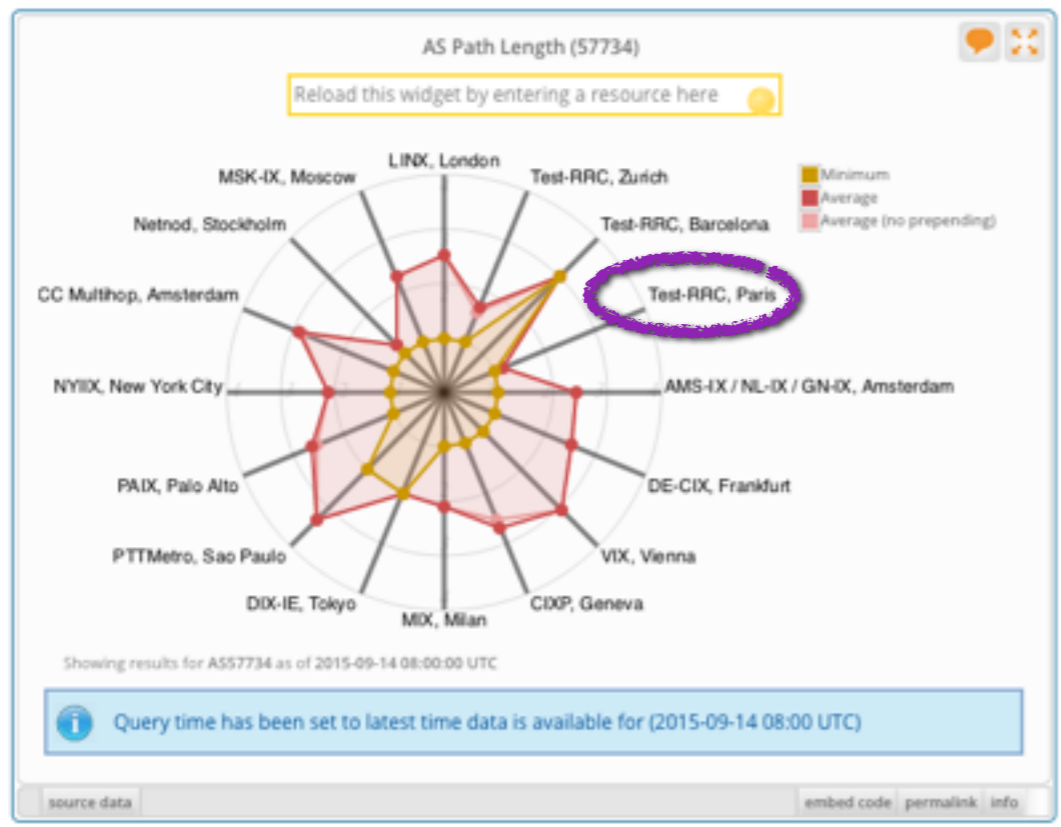 AS Path Length (57734)
Reload this widget by entering a resource here
LINX, London
MSK-IX, Moscow
Test-RRC, Zurich
Netnod, Stockholm
Test-RRC, Barcelona
CC Multihop, Amsterdam
Test-RRC, Paris
NYIIX, New York City
AMS-IX / NL-IX / GN-IX, Amsterdam
PAIX, Palo Alto
DE-CIX, Frankfurt
PTTMetro, Sao Paulo
VIX, Vienna
DIX-IE, Tokyo
CIXP, Geneva
MIX, Milan
Minimum
Average
Average (no prepending)
Showing results for AS57734 as of 2015-09-14 08:00:00 UTC
Query time has been set to latest time data is available for (2015-09-14 08:00 UTC)
source data
embed code
permalink
info